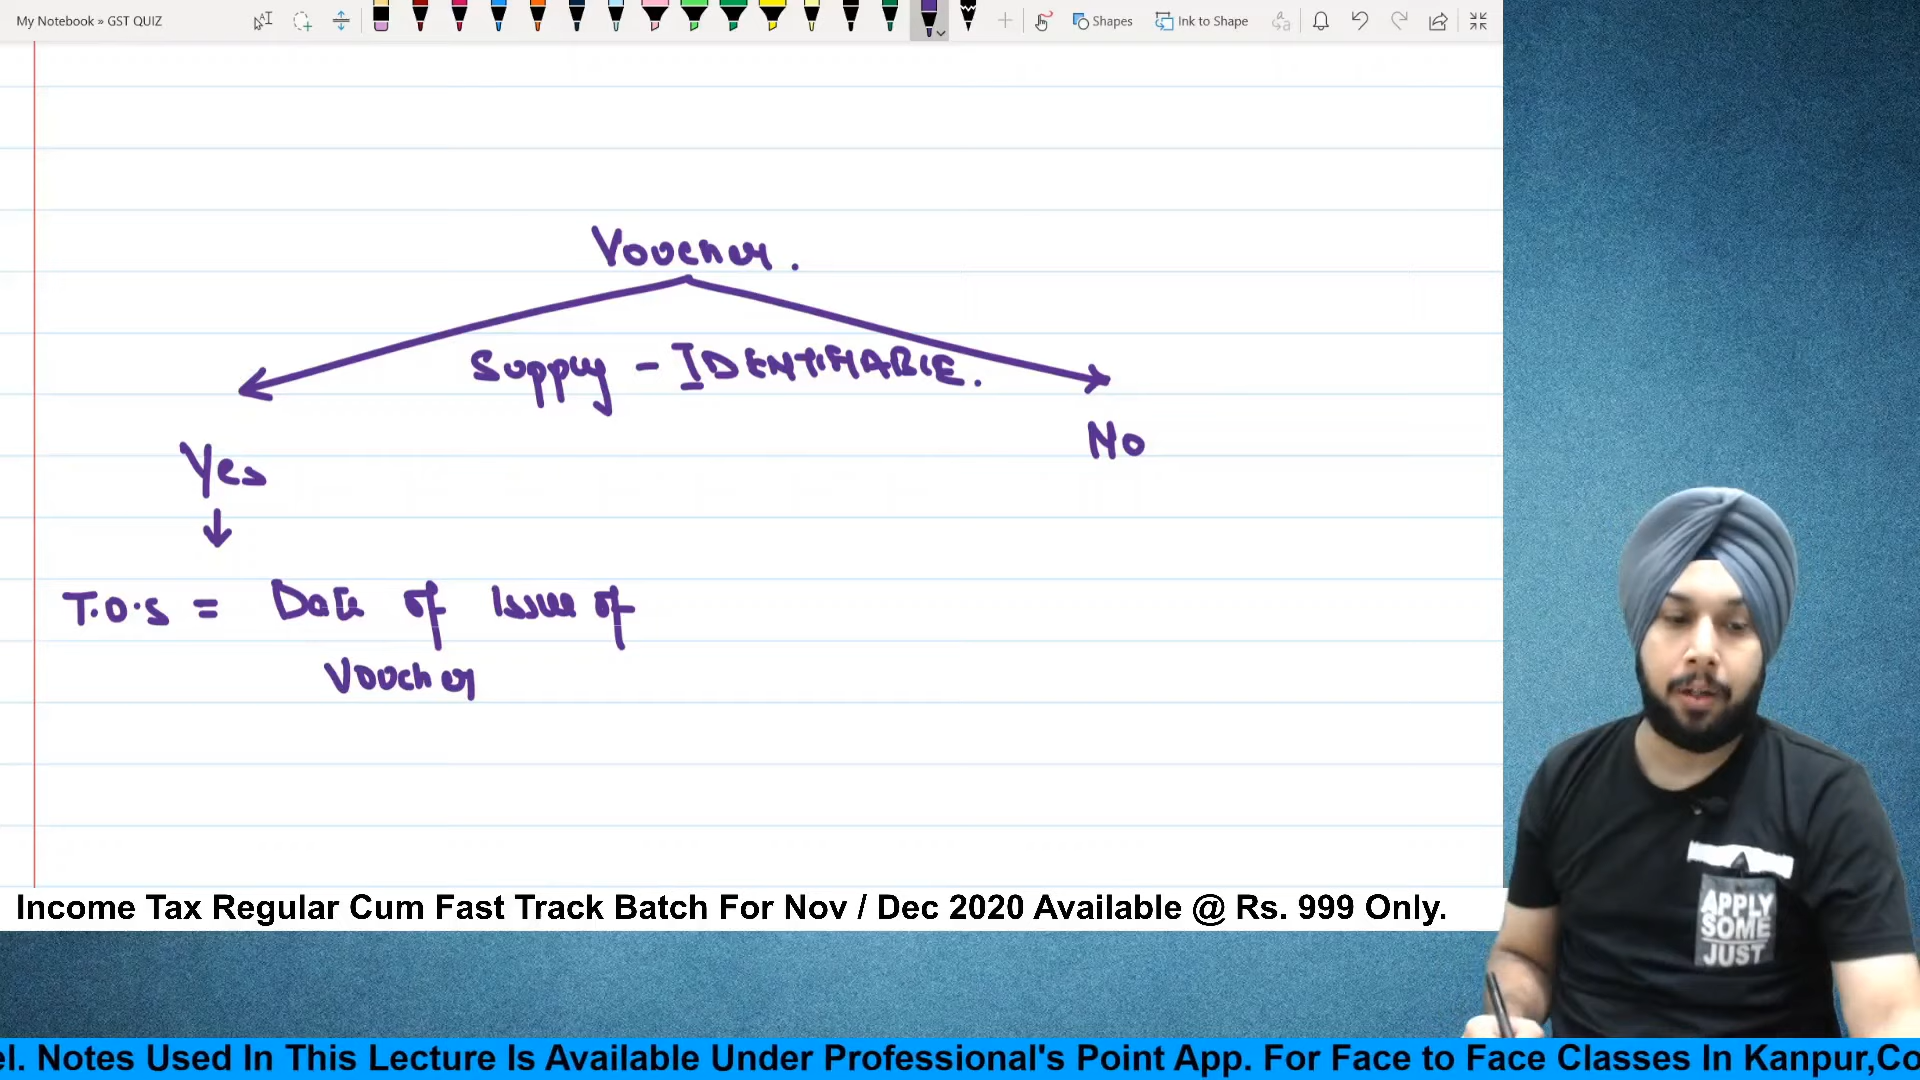 My Notebook » GST QUIZ
Shapes
Ink to Shape
Voucher.
Supply - IDENTIFIABLE.
Yes
No
T.O.S = Date of Issue of
Voucher
APPLY
SOME
JUST
Income Tax Regular Cum Fast Track Batch For Nov / Dec 2020 Available @ Rs. 999 Only.
el. Notes Used In This Lecture Is Available Under Professional's Point App. For Face to Face Classes In Kanpur,Co